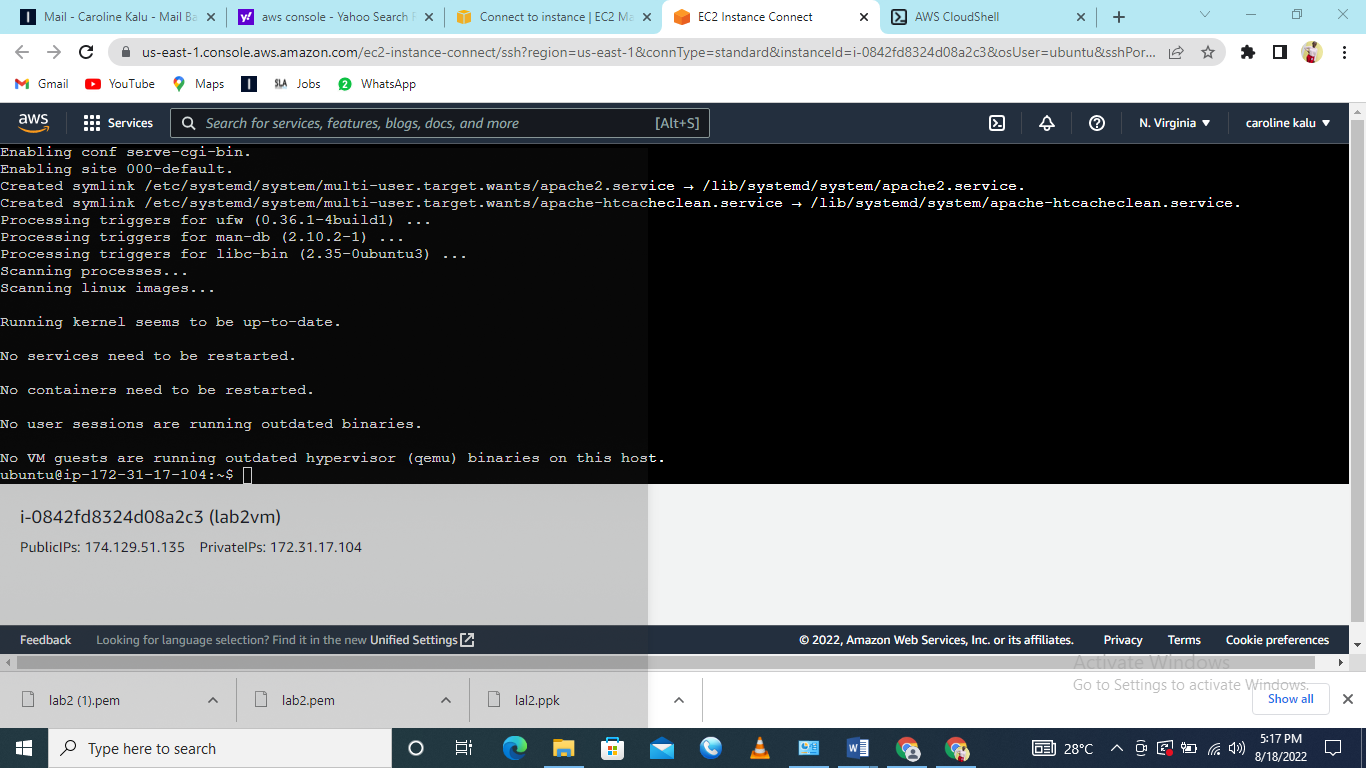 Mail - Caroline Kalu - Mail Ba
aws console - Yahoo Search
Connect to instance | EC2 Ma
EC2 Instance Connect
AWS CloudShell
us-east-1.console.aws.amazon.com/ec2-instance-connect/ssh?region=us-east-1&connType=standard&instanceId=i-0842fd8324d08a2c3&osUser=ubuntu&sshPor...
Gmail YouTube Maps SLA Jobs 2 WhatsApp
aws Services Search for services, features, blogs, docs, and more [Alt+S] N. Virginia caroline kalu
Enabling conf serve-cgi-bin.
Enabling site 000-default.
Created symlink /etc/systemd/system/multi-user.target.wants/apache2.service → /lib/systemd/system/apache2.service.
Created symlink /etc/systemd/system/multi-user.target.wants/apache-htcacheclean.service → /lib/systemd/system/apache-htcacheclean.service.
Processing triggers for ufw (0.36.1-4build1) ...
Processing triggers for man-db (2.10.2-1) ...
Processing triggers for libc-bin (2.35-0ubuntu3) ...
Scanning processes...
Scanning linux images...
Running kernel seems to be up-to-date.
No services need to be restarted.
No containers need to be restarted.
No user sessions are running outdated binaries.
No VM guests are running outdated hypervisor (qemu) binaries on this host.
ubuntu@ip-172-31-17-104:~$
i-0842fd8324d08a2c3 (lab2vm)
PublicIPs: 174.129.51.135 PrivateIPs: 172.31.17.104
Feedback Looking for language selection? Find it in the new Unified Settings © 2022, Amazon Web Services, Inc. or its affiliates. Privacy Terms Cookie preferences
Activate Windows
Go to Settings to activate Windows.
lab2 (1).pem lab2.pem lal2.ppk Show all
Type here to search 28°C 5:17 PM
8/18/2022